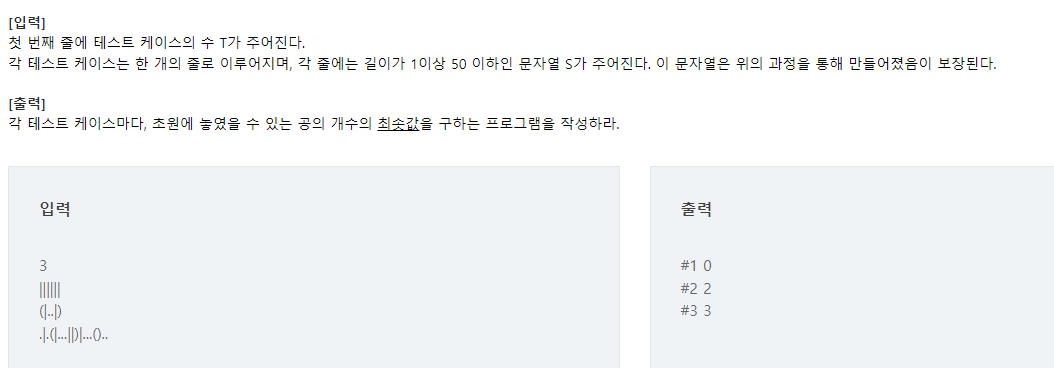 [입력]
첫 번째 줄에 테스트 케이스의 수 T가 주어진다.
각 테스트 케이스는 한 개의 줄로 이루어지며, 각 줄에는 길이가 1이상 50 이하인 문자열 S가 주어진다. 이 문자열은 위의 과정을 통해 만들어졌음이 보장된다.
[출력]
각 테스트 케이스마다, 초원에 놓였을 수 있는 공의 개수의 최솟값을 구하는 프로그램을 작성하라.
입력
3
||||||
(|..|)
.|.(|...||)|...()..
출력
#1 0
#2 2
#3 3